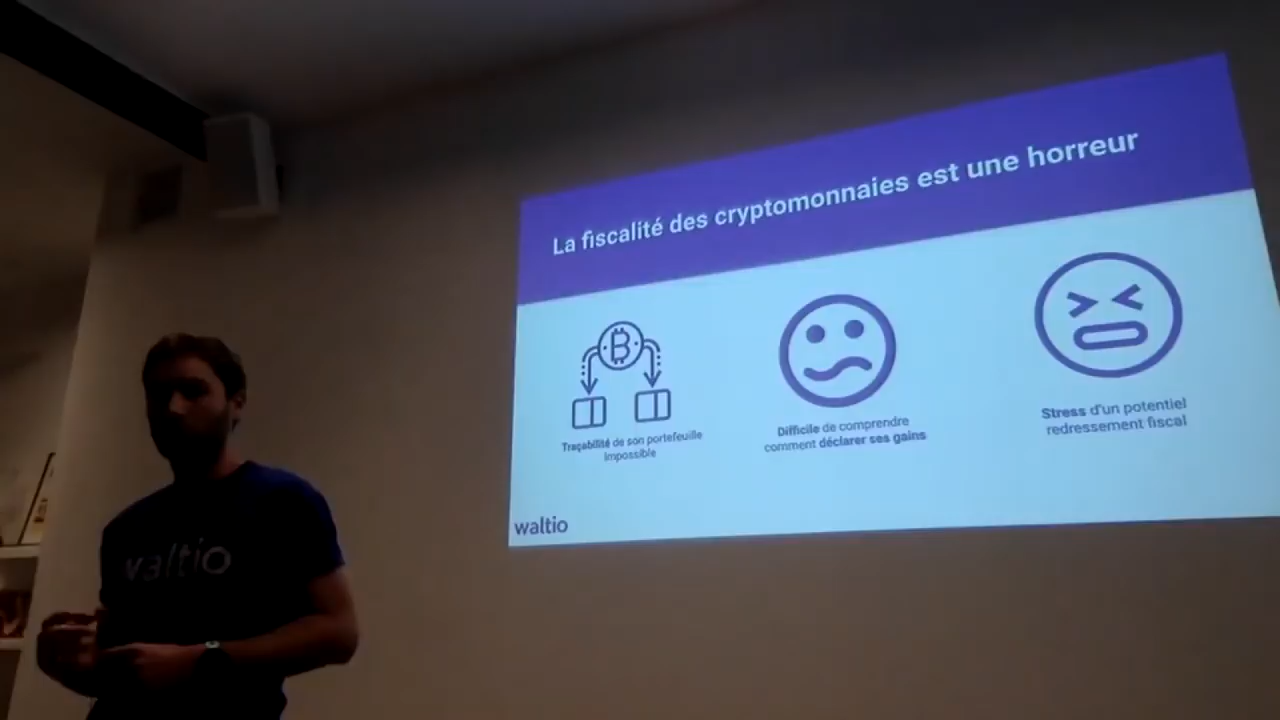 La fiscalité des cryptomonnaies est une horreur
Traçabilité de son portefeuille
Impossible
Difficile de comprendre
comment déclarer ses gains
Stress d'un potentiel
redressement fiscal
waltio
waltio